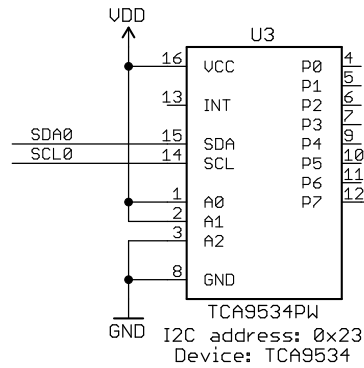 VDD
U3
16 VCC P0 4
P1 5
13 INT P2 6
P3 7
SDA0 15 SDA P4 9
SCL0 14 SCL P5 10
P6 11
1 A0 P7 12
2 A1
3 A2
8 GND
TCA9534PW
GND
I2C address: 0x23
Device: TCA9534